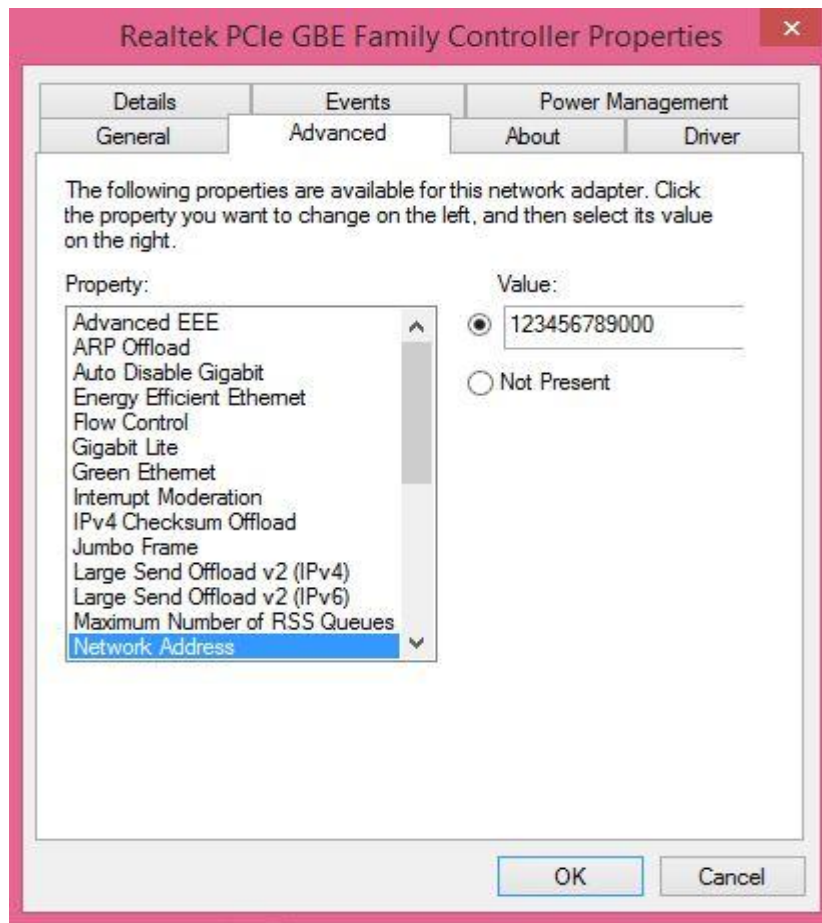 Realtek PCIe GBE Family Controller Properties
Details Events Power Management
General Advanced About Driver
The following properties are available for this network adapter. Click
the property you want to change on the left, and then select its value
on the right.
Property:
Value:
Advanced EEE
ARP Offload
Auto Disable Gigabit
Energy Efficient Ethernet
Flow Control
Gigabit Lite
Green Ethernet
Interrupt Moderation
IPv4 Checksum Offload
Jumbo Frame
Large Send Offload v2 (IPv4)
Large Send Offload v2 (IPv6)
Maximum Number of RSS Queues
Network Address
123456789000
Not Present
OK Cancel